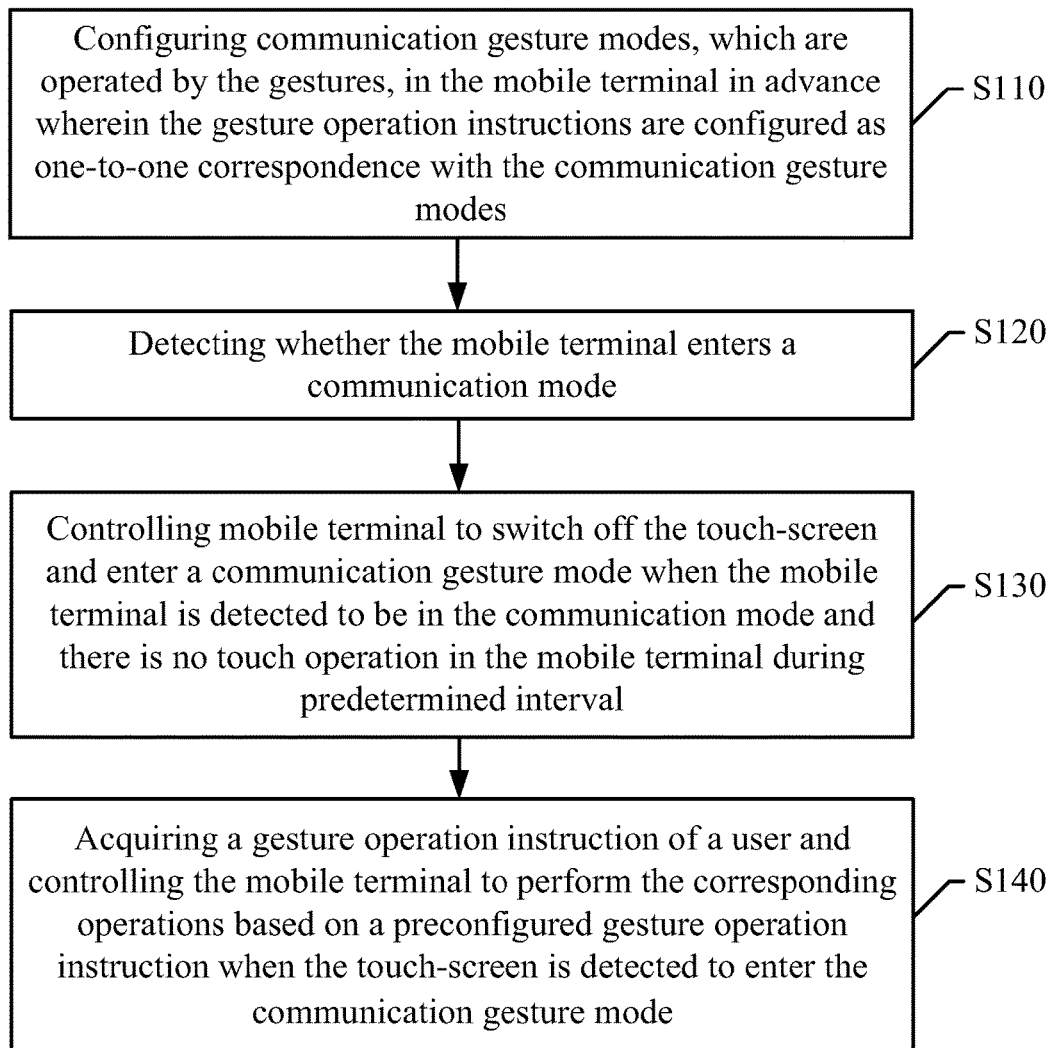 Configuring communication gesture modes, which are
operated by the gestures, in the mobile terminal in advance
wherein the gesture operation instructions are configured as
one-to-one correspondence with the communication gesture
modes
S110
Detecting whether the mobile terminal enters a
communication mode
S120
Controlling mobile terminal to switch off the touch-screen
and enter a communication gesture mode when the mobile
terminal is detected to be in the communication mode and
there is no touch operation in the mobile terminal during
predetermined interval
S130
Acquiring a gesture operation instruction of a user and
controlling the mobile terminal to perform the corresponding
operations based on a preconfigured gesture operation
instruction when the touch-screen is detected to enter the
communication gesture mode
S140